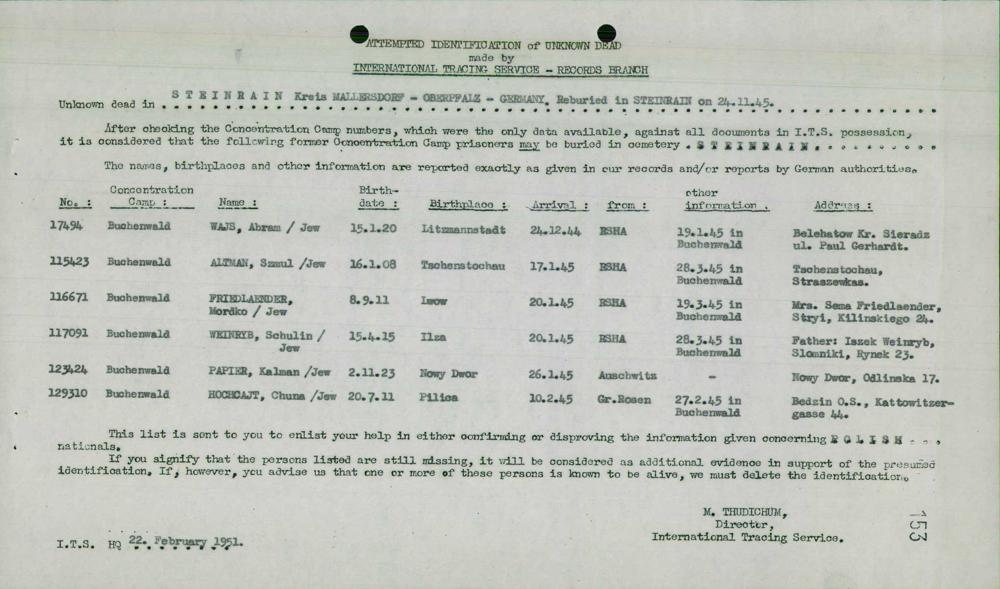 ATTEMPTED IDENTIFICATION of UNKNOWN DEAD
made by
INTERNATIONAL TRACING SERVICE - RECORDS BRANCH
Unknown dead in S T E I N R A I N Kreis MALLERSDORF - OBERPFALZ - GERMANY. Reburied in STEINRAIN on 24.11.45.
After checking the Concentration Camp numbers, which were the only data available, against all documents in I.T.S. possession,
it is considered that the following former Concentration Camp prisoners may be buried in cemetery . S T E I N R A I N .
The names, birthplaces and other information are reported exactly as given in our records and/or reports by German authorities.
No. : Concentration Camp : Name : Birth-date : Birthplace : Arrival : from : other information . Address :
17494 Buchenwald WAJS, Abram / Jew 15.1.20 Litzmannstadt 24.12.44 RSHA 19.1.45 in Belchatow Kr. Sieradz
Buchenwald ul. Paul Gerhardt.
115423 Buchenwald ALTMAN, Szmul /Jew 16.1.08 Tschenstochau 17.1.45 RSHA 28.3.45 in Tschenstochau,
Buchenwald Straszewkas.
116671 Buchenwald FRIEDLAENDER, 8.9.11 Lwow 20.1.45 RSHA 19.3.45 in Mrs. Sema Friedlaender,
Mordko / Jew Buchenwald Stryi, Kilinskiego 24.
117091 Buchenwald WEINRYB, Schulin / 15.4.15 Ilza 20.1.45 RSHA 28.3.45 in Father: Iszek Weinryb,
Jew Buchenwald Slomniki, Rynek 23.
123424 Buchenwald PAPIER, Kalman /Jew 2.11.23 Nowy Dwor 26.1.45 Auschwitz - Nowy Dwor, Odlinska 17.
129310 Buchenwald HOCHCAJT, Chuna /Jew 20.7.11 Pilica 10.2.45 Gr.Rosen 27.2.45 in Bedzin O.S., Kattowitzer-
Buchenwald gasse 44.
This list is sent to you to enlist your help in either confirming or disproving the information given concerning P O L I S H . . .
nationals.
If you signify that the persons listed are still missing, it will be considered as additional evidence in support of the presumed
identification. If, however, you advise us that one or more of these persons is known to be alive, we must delete the identification.
M. THUDICHUM,
Director,
International Tracing Service.
I.T.S. HQ 22. February 1951.
153